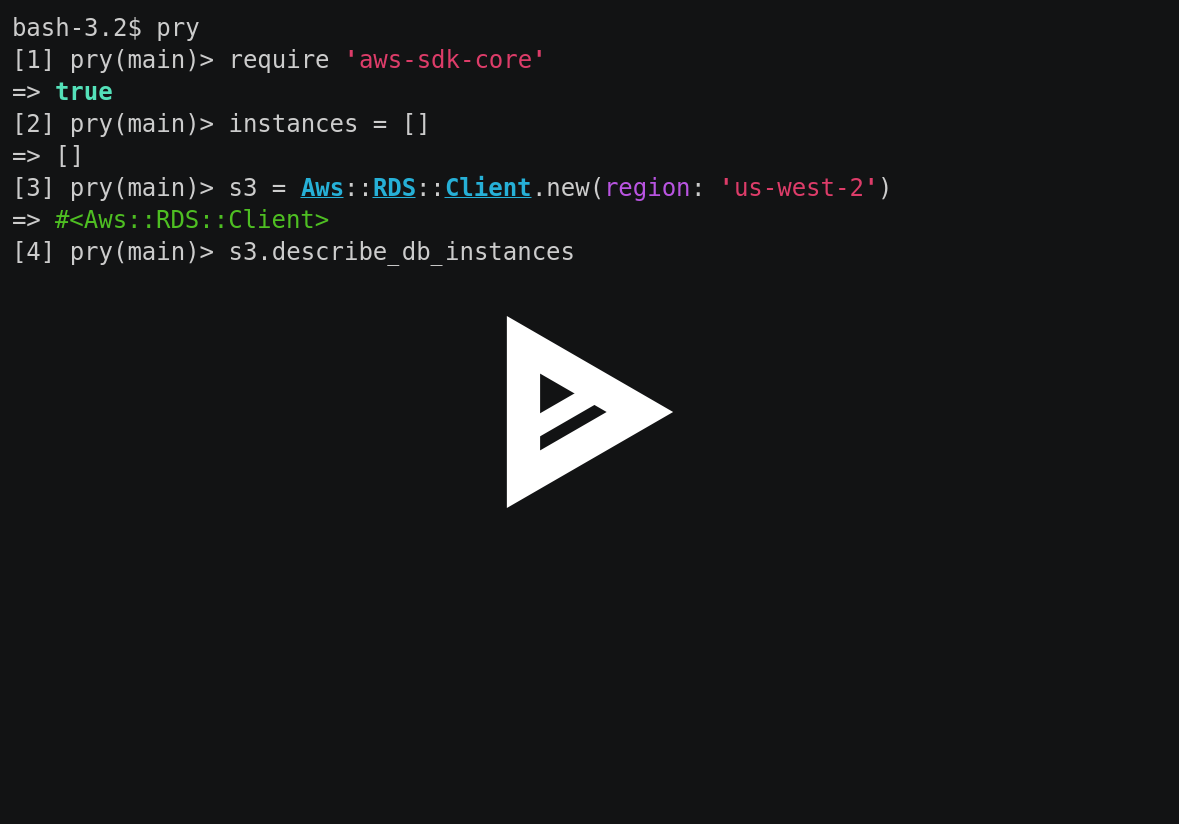 bash-3.2$ pry
[1] pry(main)> require 'aws-sdk-core'
=> true
[2] pry(main)> instances = []
=> []
[3] pry(main)> s3 = Aws::RDS::Client.new(region: 'us-west-2')
=> #<Aws::RDS::Client>
[4] pry(main)> s3.describe_db_instances